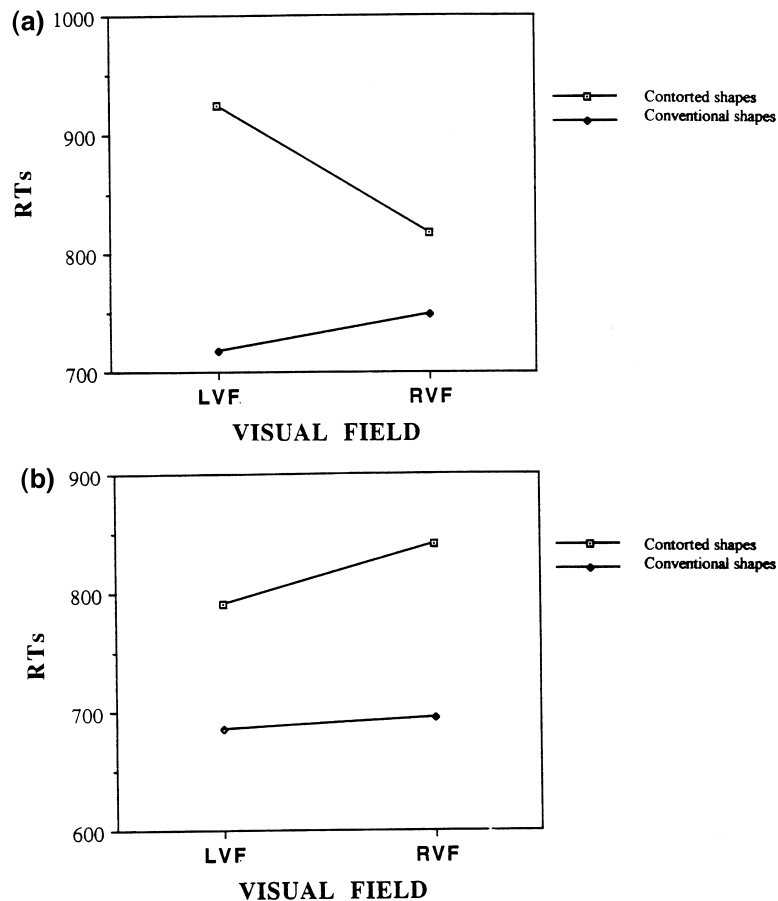 (a)
1000
900
800
700
RTs
LVF
RVF
VISUAL FIELD
Contorted shapes
Conventional shapes
(b)
900
800
700
600
RTs
LVF
RVF
VISUAL FIELD
Contorted shapes
Conventional shapes